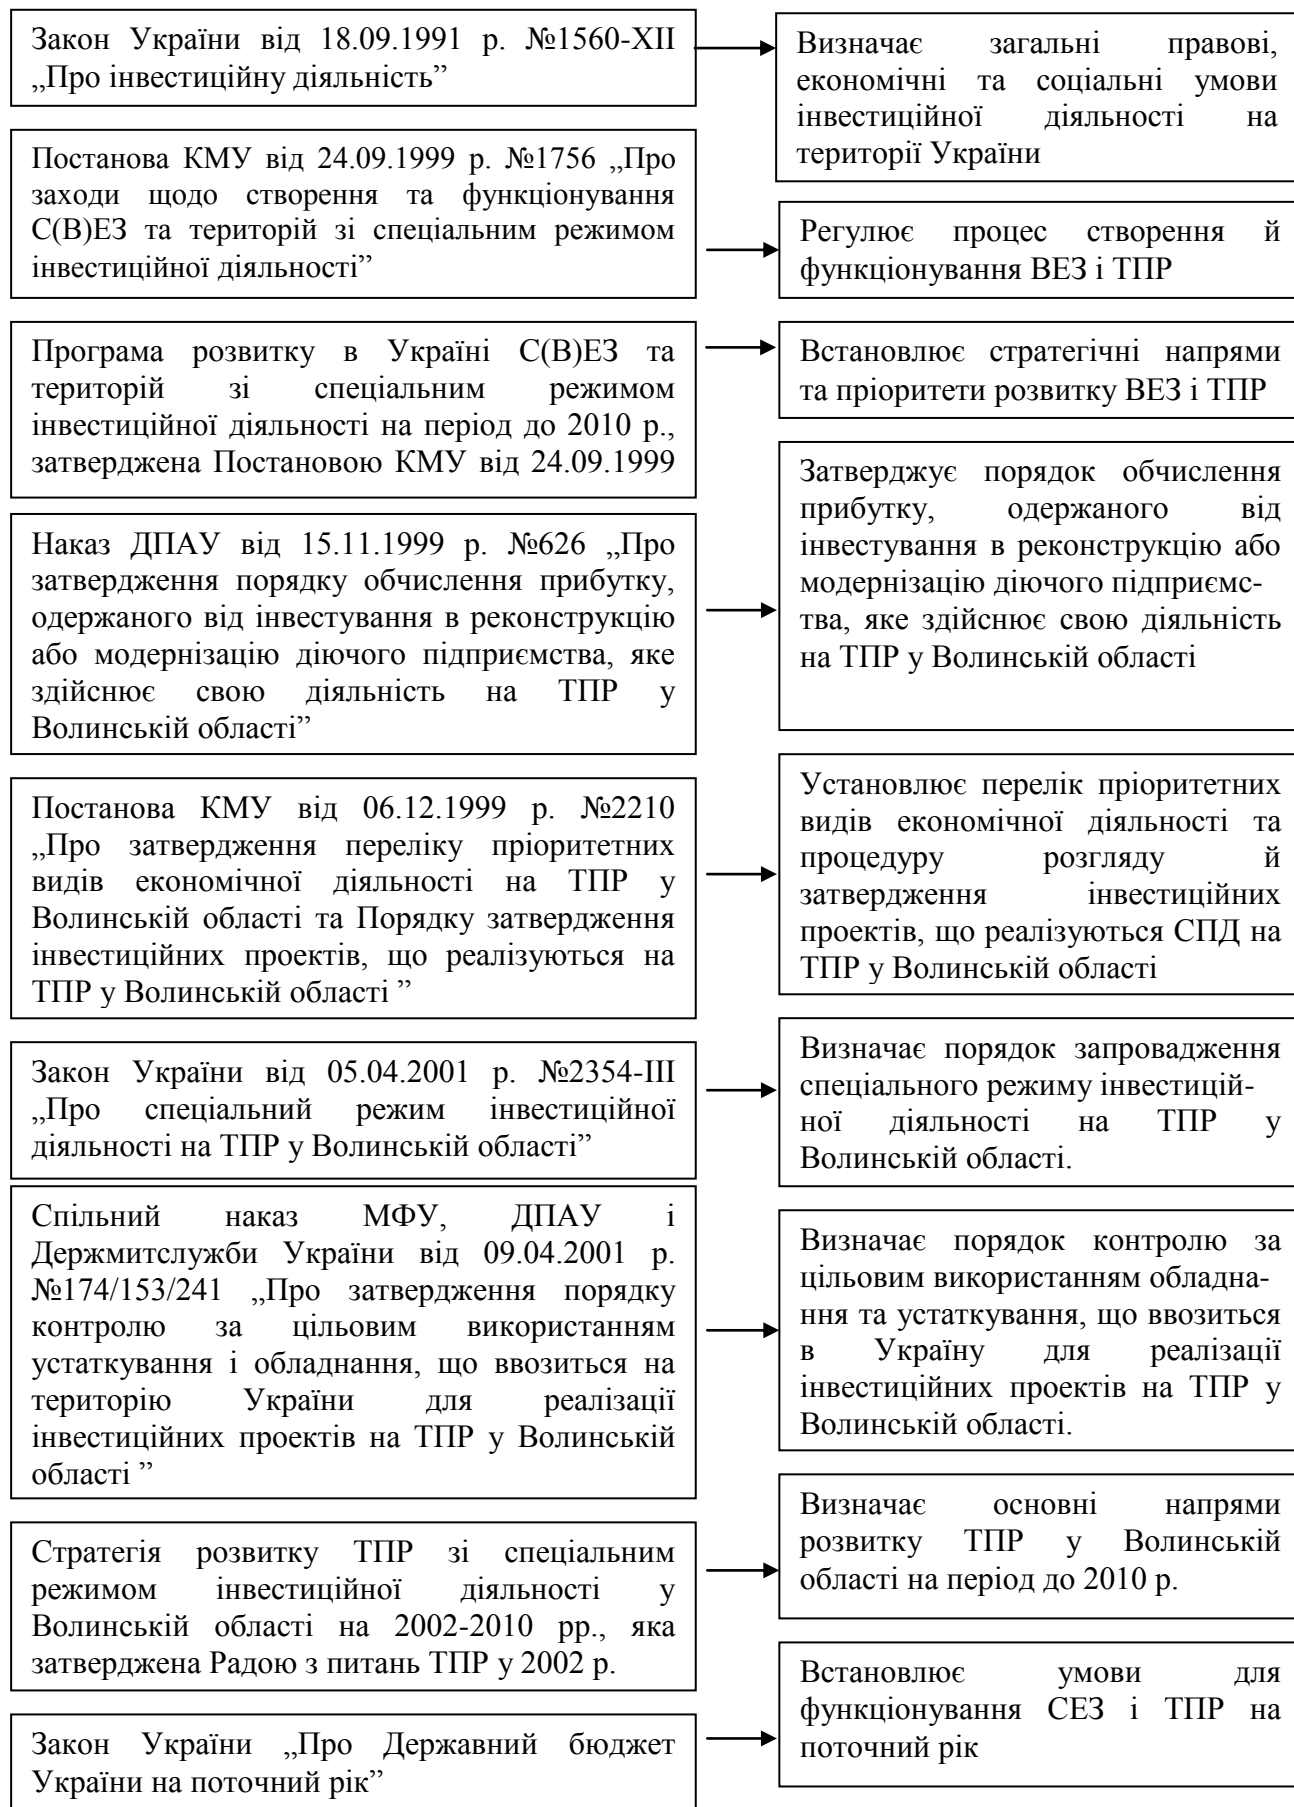 Закон України від 18.09.1991 р. №1560-XII
„Про інвестиційну діяльність”
Визначає загальні правові,
економічні та соціальні умови
інвестиційної діяльності на
території України
Постанова КМУ від 24.09.1999 р. №1756 „Про
заходи щодо створення та функціонування
С(В)ЕЗ та територій зі спеціальним режимом
інвестиційної діяльності”
Регулює процес створення й
функціонування ВЕЗ і ТПР
Програма розвитку в Україні С(В)ЕЗ та
територій зі спеціальним режимом
інвестиційної діяльності на період до 2010 р.,
затверджена Постановою КМУ від 24.09.1999
Встановлює стратегічні напрями
та пріоритети розвитку ВЕЗ і ТПР
Наказ ДПАУ від 15.11.1999 р. №626 „Про
затвердження порядку обчислення прибутку,
одержаного від інвестування в реконструкцію
або модернізацію діючого підприємства, яке
здійснює свою діяльність на ТПР у
Волинській області”
Затверджує порядок обчислення
прибутку, одержаного від
інвестування в реконструкцію або
модернізацію діючого підприємс-
тва, яке здійснює свою діяльність
на ТПР у Волинській області
Постанова КМУ від 06.12.1999 р. №2210
„Про затвердження переліку пріоритетних
видів економічної діяльності на ТПР у
Волинській області та Порядку затвердження
інвестиційних проектів, що реалізуються на
ТПР у Волинській області ”
Установлює перелік пріоритетних
видів економічної діяльності та
процедуру розгляду й
затвердження інвестиційних
проектів, що реалізуються СПД на
ТПР у Волинській області
Закон України від 05.04.2001 р. №2354-III
„Про спеціальний режим інвестиційної
діяльності на ТПР у Волинській області”
Визначає порядок запровадження
спеціального режиму інвестицій-
ної діяльності на ТПР у
Волинській області.
Спільний наказ МФУ, ДПАУ і
Держмитслужби України від 09.04.2001 р.
№174/153/241 „Про затвердження порядку
контролю за цільовим використанням
устаткування і обладнання, що ввозиться на
територію України для реалізації
інвестиційних проектів на ТПР у Волинській
області ”
Визначає порядок контролю за
цільовим використанням обладна-
ння та устаткування, що ввозиться
в Україну для реалізації
інвестиційних проектів на ТПР у
Волинській області.
Стратегія розвитку ТПР зі спеціальним
режимом інвестиційної діяльності у
Волинській області на 2002-2010 рр., яка
затверджена Радою з питань ТПР у 2002 р.
Визначає основні напрями
розвитку ТПР у Волинській
області на період до 2010 р.
Закон України „Про Державний бюджет
України на поточний рік”
Встановлює умови для
функціонування СЕЗ і ТПР на
поточний рік